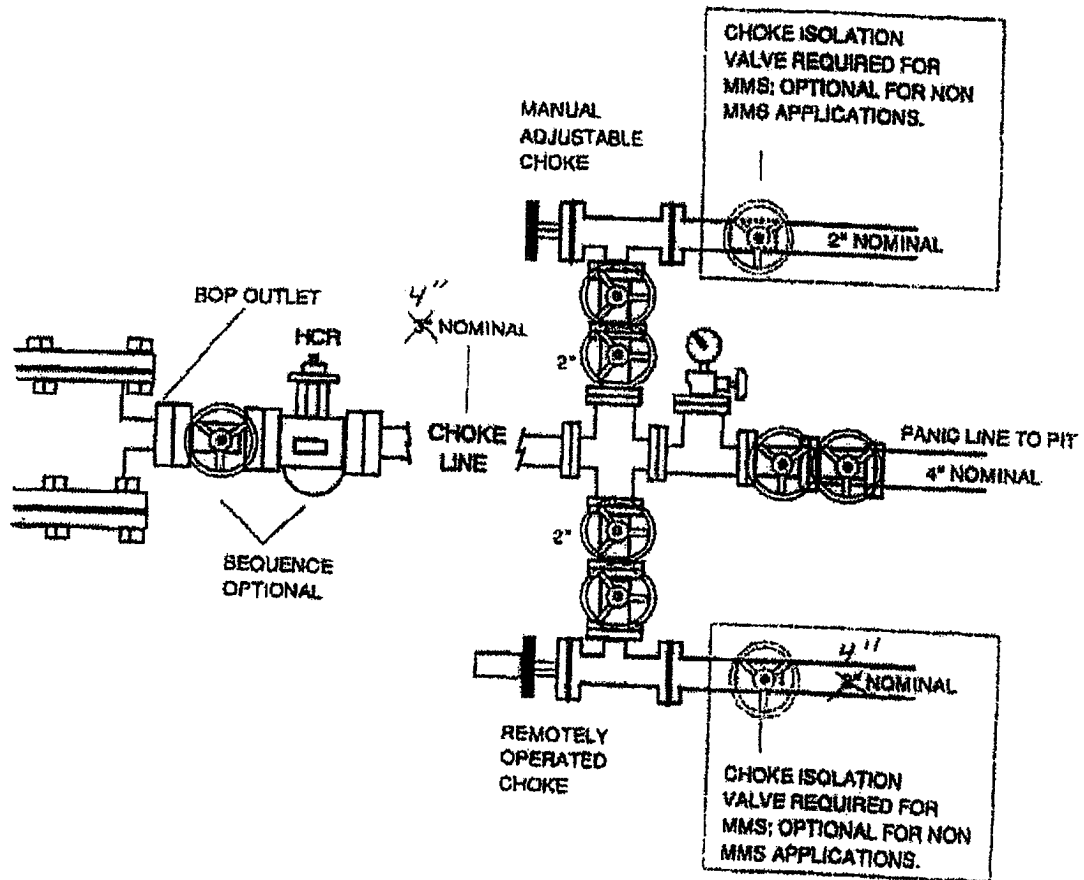 CHOKE ISOLATION
VALVE REQUIRED FOR
MMS; OPTIONAL FOR NON
MMS APPLICATIONS.
MANUAL
ADJUSTABLE
CHOKE
2" NOMINAL
BOP OUTLET
4"
3" NOMINAL
HCR
2"
CHOKE
LINE
PANIC LINE TO PIT
4" NOMINAL
2"
SEQUENCE
OPTIONAL
4"
2" NOMINAL
REMOTELY
OPERATED
CHOKE
CHOKE ISOLATION
VALVE REQUIRED FOR
MMS; OPTIONAL FOR NON
MMS APPLICATIONS.